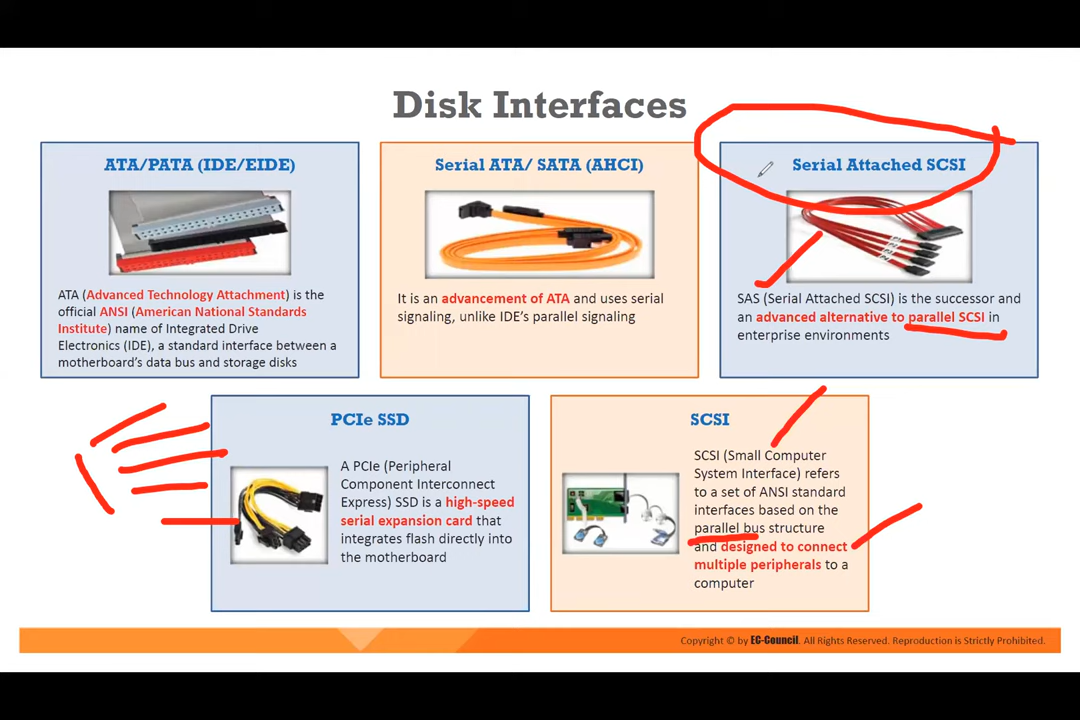 Disk Interfaces
ATA/PATA (IDE/EIDE)
ATA (Advanced Technology Attachment) is the
official ANSI (American National Standards
Institute) name of Integrated Drive
Electronics (IDE), a standard interface between a
motherboard's data bus and storage disks
Serial ATA/ SATA (AHCI)
It is an advancement of ATA and uses serial
signaling, unlike IDE's parallel signaling
Serial Attached SCSI
SAS (Serial Attached SCSI) is the successor and
an advanced alternative to parallel SCSI in
enterprise environments
PCIe SSD
A PCIe (Peripheral
Component Interconnect
Express) SSD is a high-speed
serial expansion card that
integrates flash directly into
the motherboard
SCSI
SCSI (Small Computer
System Interface) refers
to a set of ANSI standard
interfaces based on the
parallel bus structure
and designed to connect
multiple peripherals to a
computer
Copyright © by EC-Council. All Rights Reserved. Reproduction is Strictly Prohibited.